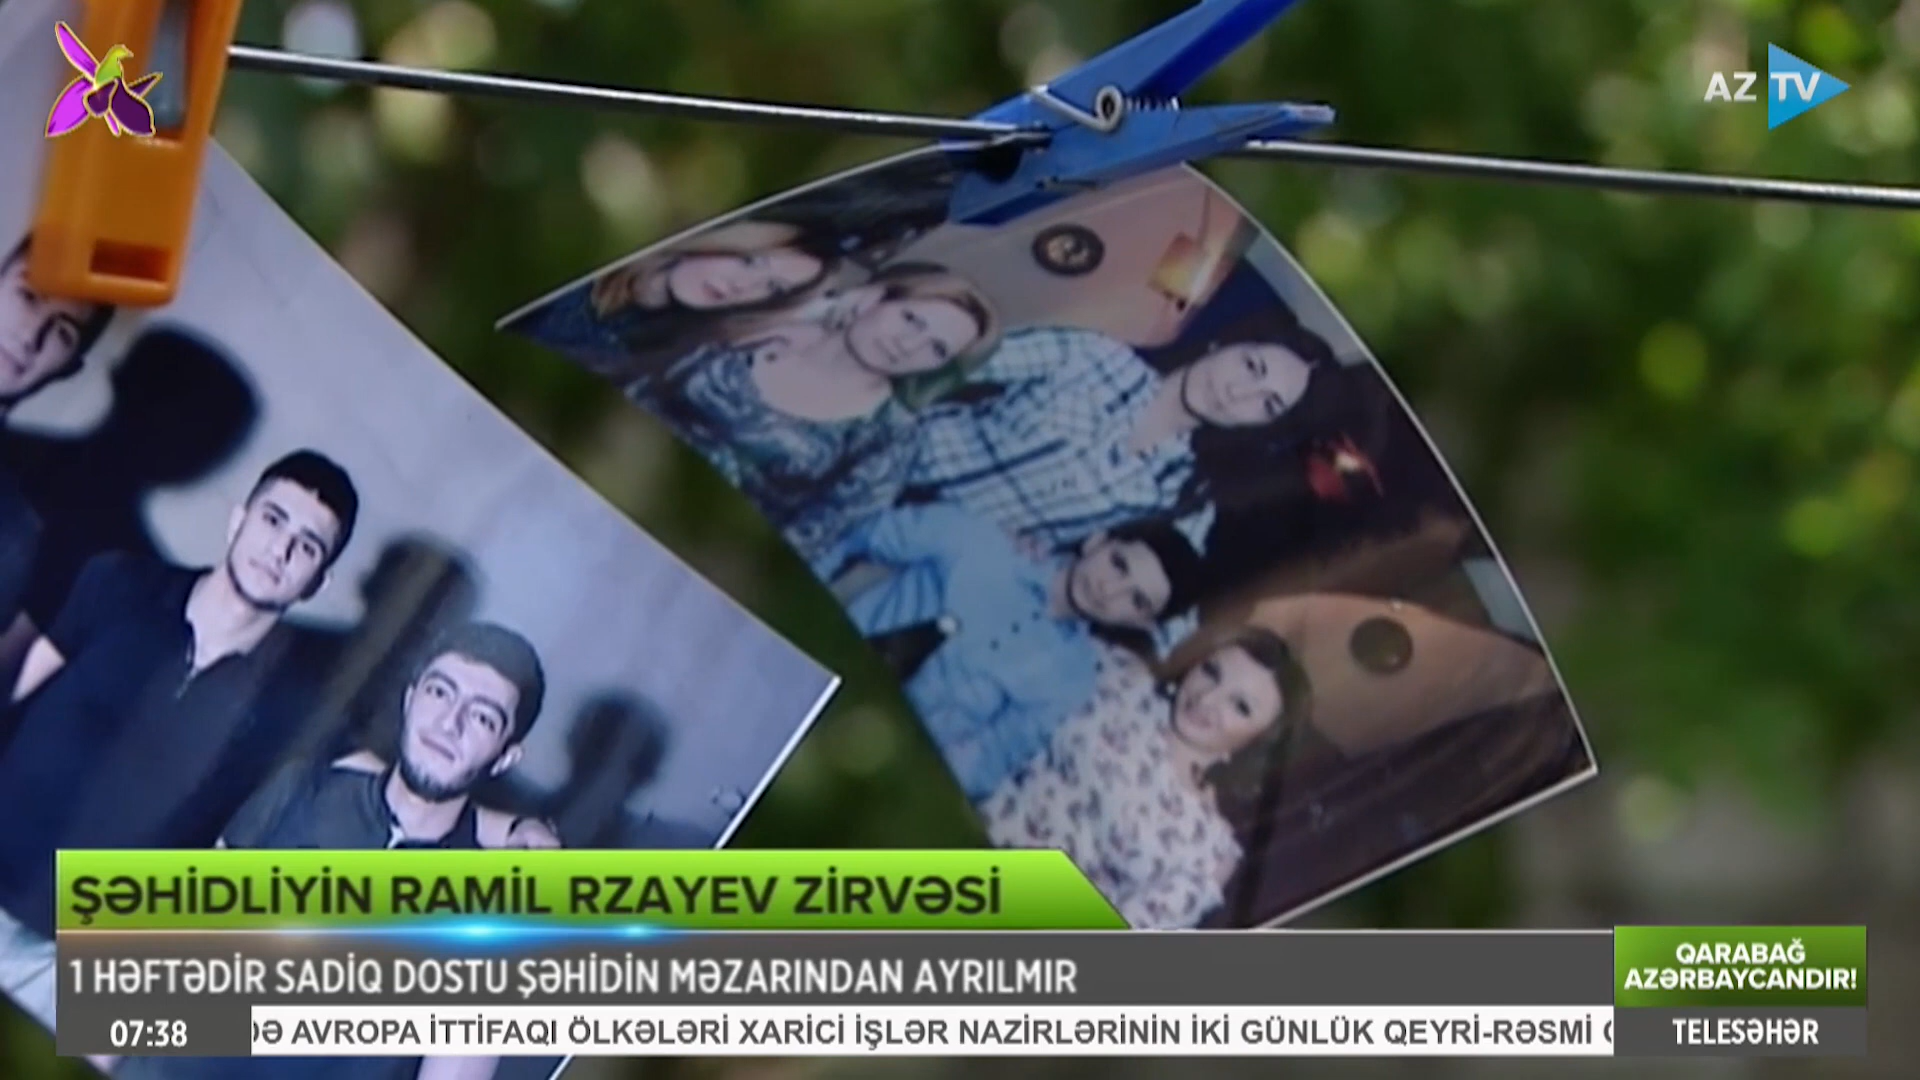 AZ TV
ŞƏHİDLİYİN RAMİL RZAYEV ZİRVƏSİ
1 HƏFTƏDİR SADİQ DOSTU ŞƏHİDİN MƏZARINDAN AYRILMIR
QARABAĞ
AZƏRBAYCANDIR!
07:38
AVROPA İTTİFAQI ÖLKƏLƏRİ XARİCİ İŞLƏR NAZİRLƏRİNİN İKİ GÜNLÜK QEYRİ-RƏSMİ
TELESƏHƏR